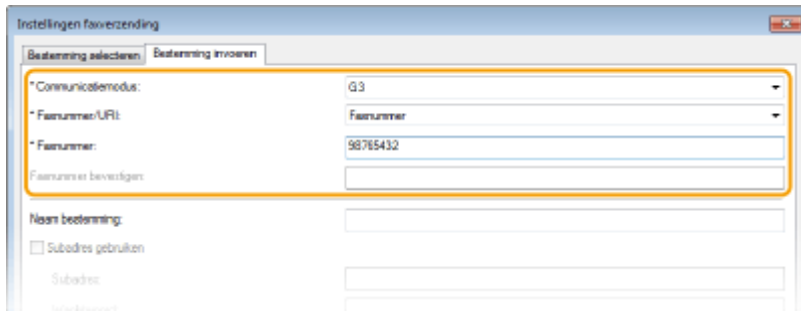 Instellingen faxverzending
Bestemming selecteren Bestemming invoeren
* Communicatiemodus: G3
* Faxnummer/URI: Faxnummer
* Faxnummer: 98765432
Faxnummer bevestigen:
Naam bestemming:
Subadres gebruiken
Subadres: